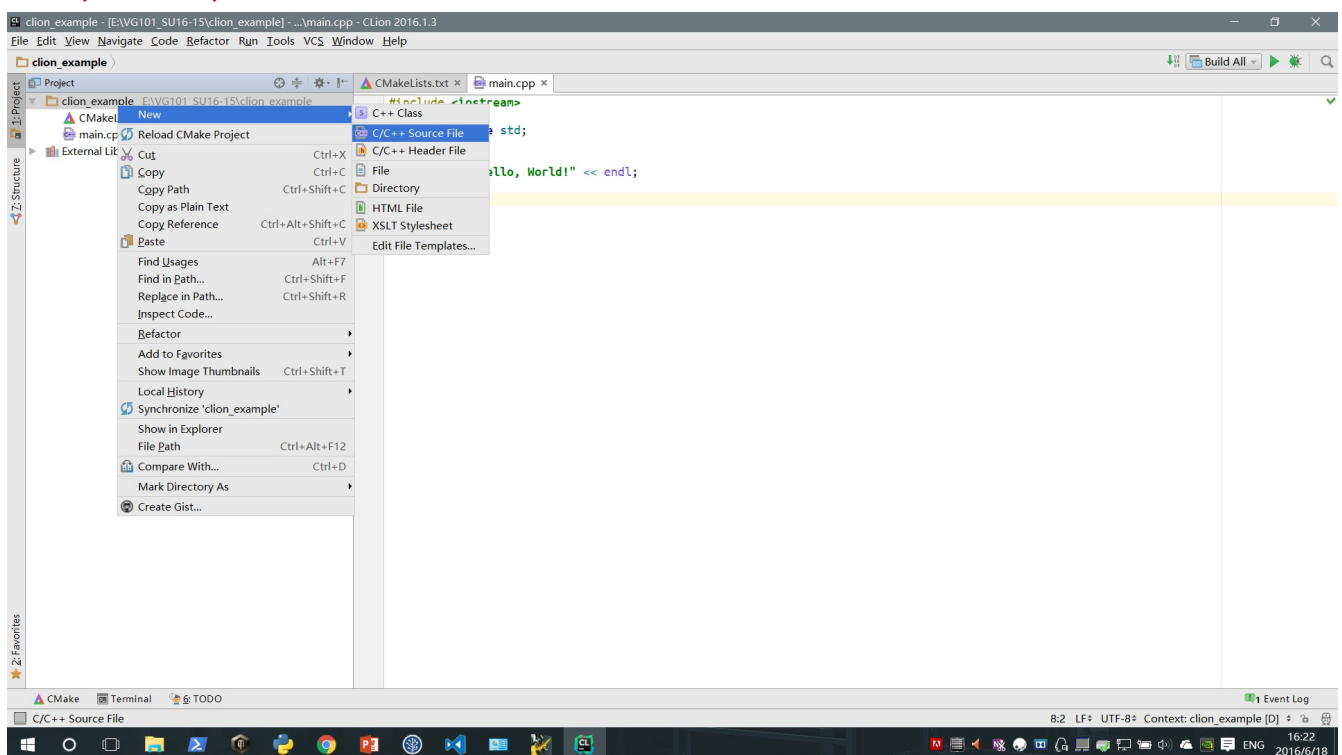 clion_example - [E:\VG101_SU16-15\clion_example] - ...\main.cpp - CLion 2016.1.3
File Edit View Navigate Code Refactor Run Tools VCS Window Help
clion_example
Build All
1: Project
Z: Structure
2: Favorites
Project
CMakeLists.txt ×
main.cpp ×
clion_example E:\VG101_SU16-15\clion_example
CMakeL
main.cp
External Lib
#include <iostream>
std;
ello, World!" << endl;
New
Reload CMake Project
Cut Ctrl+X
Copy Ctrl+C
Copy Path Ctrl+Shift+C
Copy as Plain Text
Copy Reference Ctrl+Alt+Shift+C
Paste Ctrl+V
Find Usages Alt+F7
Find in Path... Ctrl+Shift+F
Replace in Path... Ctrl+Shift+R
Inspect Code...
Refactor
Add to Favorites
Show Image Thumbnails Ctrl+Shift+T
Local History
Synchronize 'clion_example'
Show in Explorer
File Path Ctrl+Alt+F12
Compare With... Ctrl+D
Mark Directory As
Create Gist...
C++ Class
C/C++ Source File
C/C++ Header File
File
Directory
HTML File
XSLT Stylesheet
Edit File Templates...
CMake Terminal 6: TODO
1 Event Log
C/C++ Source File
8:2 LF÷ UTF-8÷ Context: clion_example [D]
ENG
16:22
2016/6/18